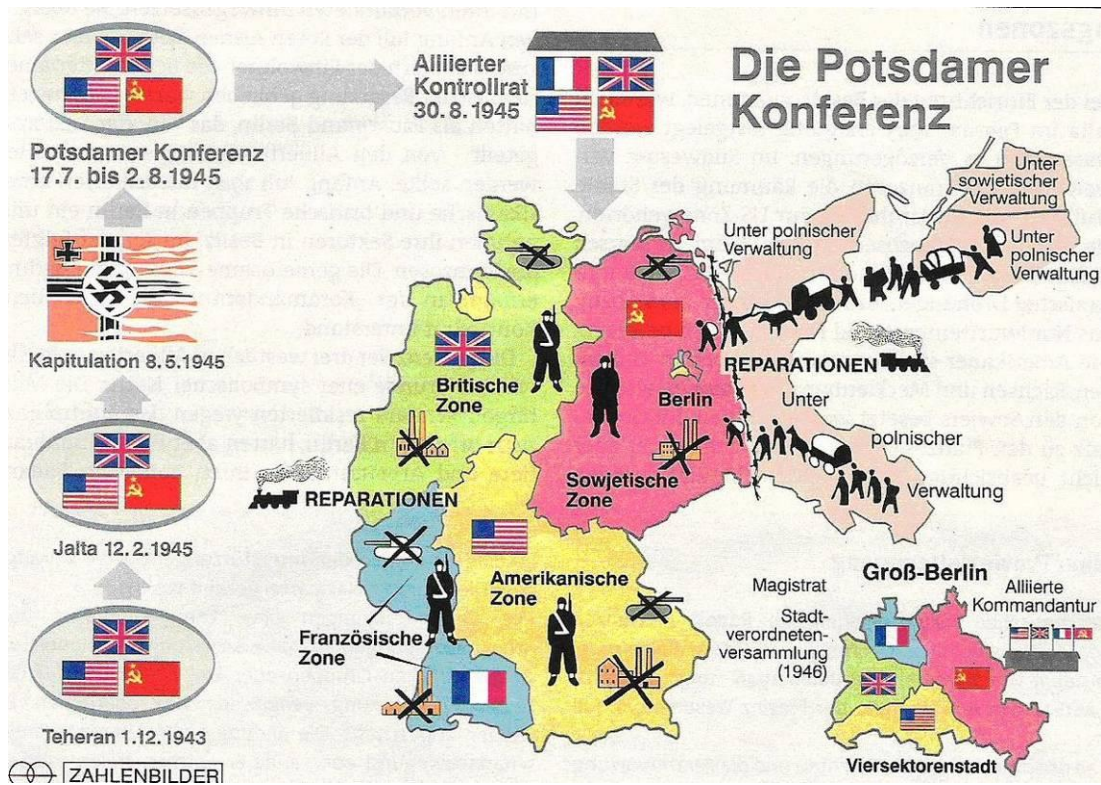 Die Potsdamer
Konferenz
Alliierter
Kontrollrat
30.8.1945
Potsdamer Konferenz
17.7. bis 2.8.1945
Kapitulation 8.5.1945
Jalta 12.2.1945
Teheran 1.12.1943
ZAHLENBILDER
Unter
sowjetischer
Verwaltung
Unter polnischer
Verwaltung
Unter
polnischer
Verwaltung
Britische
Zone
Berlin
REPARATIONEN
Unter
polnischer
Verwaltung
Sowjetische
Zone
REPARATIONEN
Amerikanische
Zone
Französische
Zone
Groß-Berlin
Magistrat
Stadt-
verordneten-
versammlung
(1946)
Alliierte
Kommandantur
Viersektorenstadt